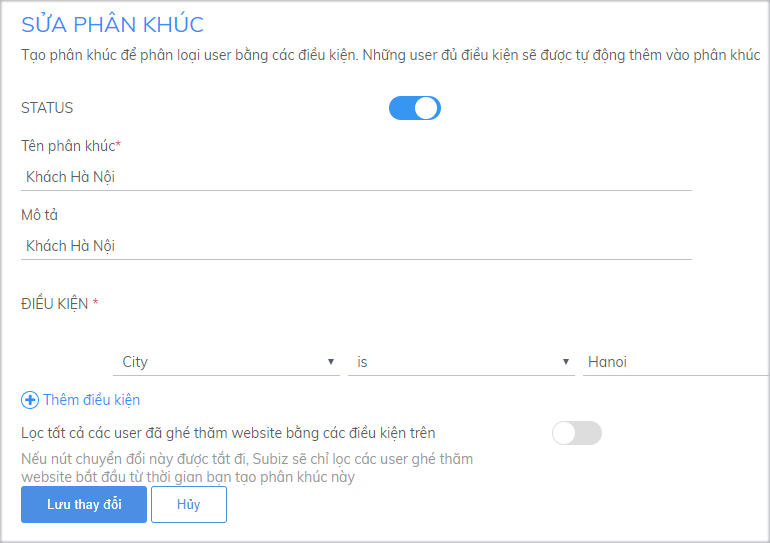 SỬA PHÂN KHÚC
Tạo phân khúc để phân loại user bằng các điều kiện. Những user đủ điều kiện sẽ được tự động thêm vào phân khúc
STATUS
Tên phân khúc*
Khách Hà Nội
Mô tả
Khách Hà Nội
ĐIỀU KIỆN *
City is Hanoi
Thêm điều kiện
Lọc tất cả các user đã ghé thăm website bằng các điều kiện trên
Nếu nút chuyển đổi này được tắt đi, Subiz sẽ chỉ lọc các user ghé thăm
website bắt đầu từ thời gian bạn tạo phân khúc này
Lưu thay đổi Hủy